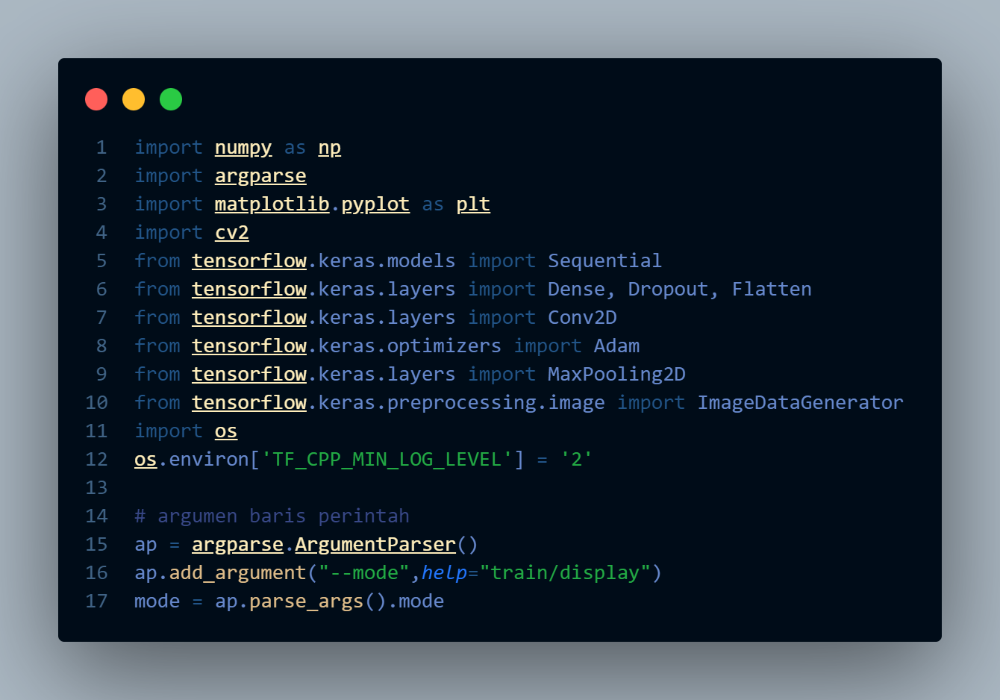 1 import numpy as np
2 import argparse
3 import matplotlib.pyplot as plt
4 import cv2
5 from tensorflow.keras.models import Sequential
6 from tensorflow.keras.layers import Dense, Dropout, Flatten
7 from tensorflow.keras.layers import Conv2D
8 from tensorflow.keras.optimizers import Adam
9 from tensorflow.keras.layers import MaxPooling2D
10 from tensorflow.keras.preprocessing.image import ImageDataGenerator
11 import os
12 os.environ['TF_CPP_MIN_LOG_LEVEL'] = '2'
13
14 # argumen baris perintah
15 ap = argparse.ArgumentParser()
16 ap.add_argument("--mode",help="train/display")
17 mode = ap.parse_args().mode